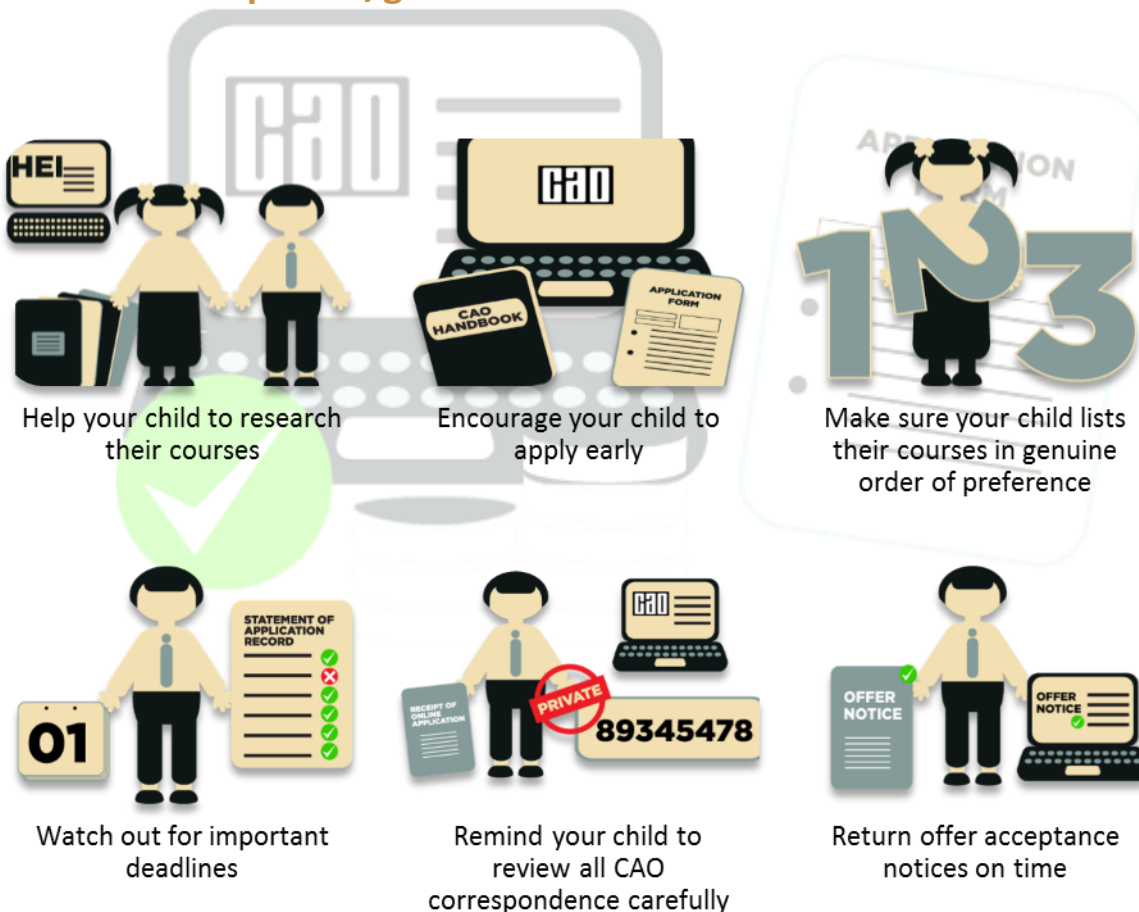 cao
HEI
cao
CAO
HANDBOOK
APPLICATION
FORM
1 2 3
Help your child to research
their courses
Encourage your child to
apply early
Make sure your child lists
their courses in genuine
order of preference
01
STATEMENT OF
APPLICATION
RECORD
RECEIPT OF
ONLINE
APPLICATION
PRIVATE
cao
89345478
OFFER
NOTICE
OFFER
NOTICE
Watch out for important
deadlines
Remind your child to
review all CAO
correspondence carefully
Return offer acceptance
notices on time